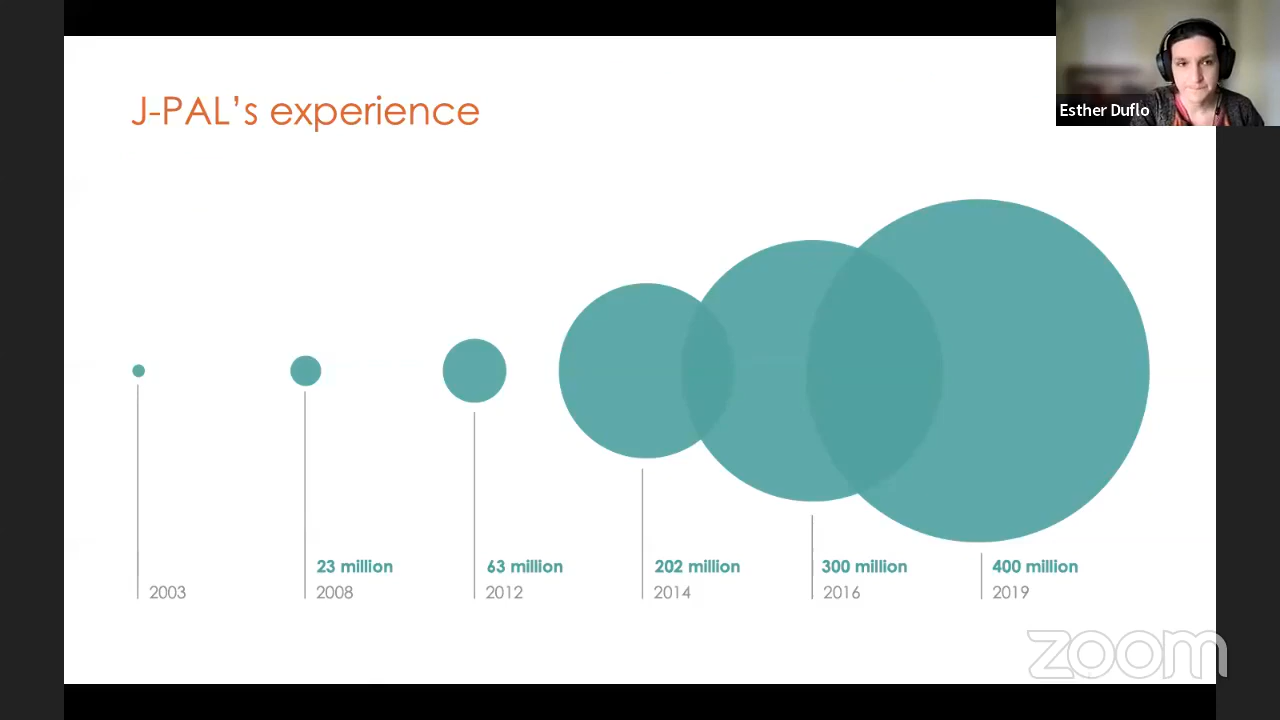 J-PAL's experience
Esther Duflo
23 million
63 million
202 million
300 million
400 million
2003
2008
2012
2014
2016
2019
zoom